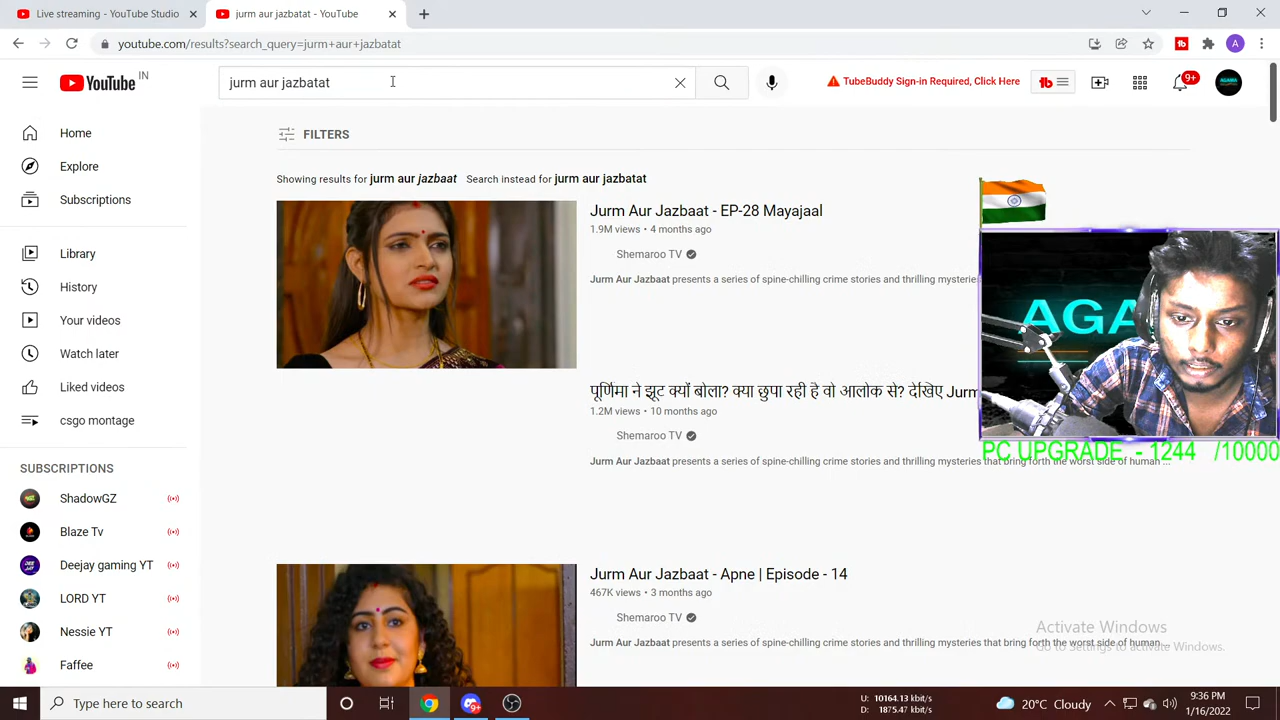 Live streaming - YouTube Studio
jurm aur jazbatat - YouTube
youtube.com/results?search_query=jurm+aur+jazbatat
YouTube IN
jurm aur jazbatat
TubeBuddy Sign-in Required, Click Here
tb
9+
A
Home
Explore
Subscriptions
Library
History
Your videos
Watch later
Liked videos
csgo montage
SUBSCRIPTIONS
ShadowGZ
Blaze Tv
Deejay gaming YT
LORD YT
Nessie YT
Faffee
FILTERS
Showing results for jurm aur jazbaat Search instead for jurm aur jazbatat
Jurm Aur Jazbaat - EP-28 Mayajaal
1.9M views • 4 months ago
Shemaroo TV
Jurm Aur Jazbaat presents a series of spine-chilling crime stories and thrilling mysteries
पूर्णिमा ने झूट क्यों बोला? क्या छुपा रही है वो आलोक से? देखिए Jurm
1.2M views • 10 months ago
Shemaroo TV
Jurm Aur Jazbaat presents a series of spine-chilling crime stories and thrilling mysteries that bring forth the worst side of human ...
Jurm Aur Jazbaat - Apne | Episode - 14
467K views • 3 months ago
Shemaroo TV
Jurm Aur Jazbaat presents a series of spine-chilling crime stories and thrilling mysteries that bring forth the worst side of human ...
AGA
PC UPGRADE - 1244 /10000
Activate Windows
Go to Settings to activate Windows.
Type here to search
U: 10164.13 kbit/s
D: 1875.47 kbit/s
20°C Cloudy
9:36 PM
1/16/2022